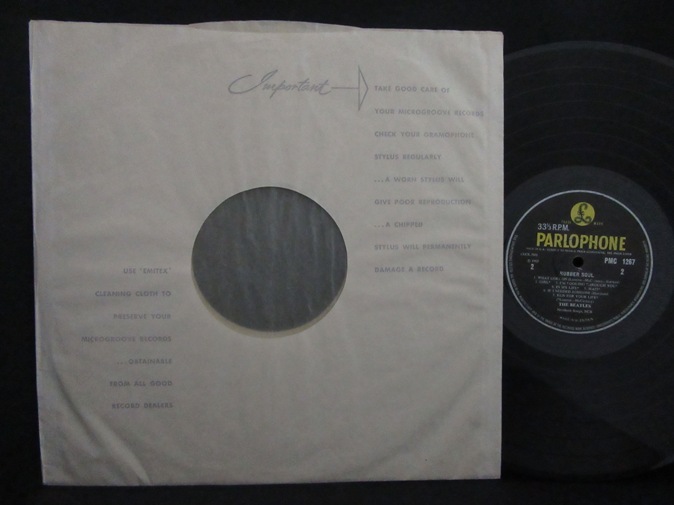 Important
TAKE GOOD CARE OF
YOUR MICROGROOVE RECORDS
CHECK YOUR GRAMOPHONE
STYLUS REGULARLY
...A WORN STYLUS WILL
GIVE POOR REPRODUCTION
...A CHIPPED
STYLUS WILL PERMANENTLY
DAMAGE A RECORD
USE "EMITEX"
CLEANING CLOTH TO
PRESERVE YOUR
MICROGROOVE RECORDS
...OBTAINABLE
FROM ALL GOOD
RECORD DEALERS
£
33⅓ R.P.M.
PARLOPHONE
PMC 1267
2
2
RUBBER SOUL
THE BEATLES